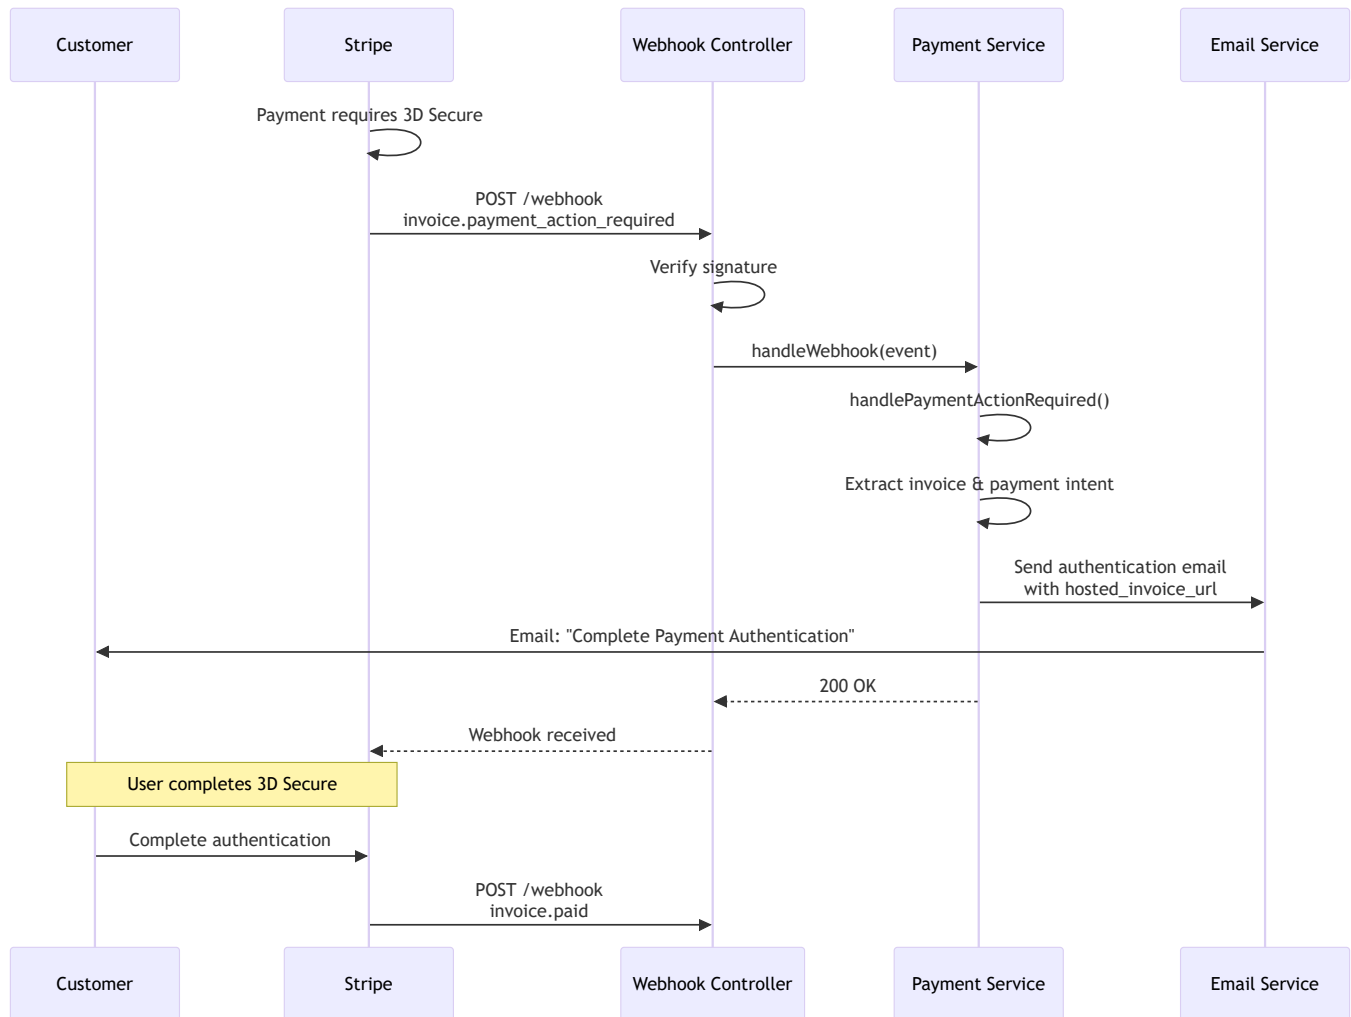 Customer
Stripe
Webhook Controller
Payment Service
Email Service
Payment requires 3D Secure
POST /webhook
invoice.payment_action_required
Verify signature
handleWebhook(event)
handlePaymentActionRequired()
Extract invoice & payment intent
Send authentication email
with hosted_invoice_url
Email: "Complete Payment Authentication"
200 OK
Webhook received
User completes 3D Secure
Complete authentication
POST /webhook
invoice.paid
Customer
Stripe
Webhook Controller
Payment Service
Email Service